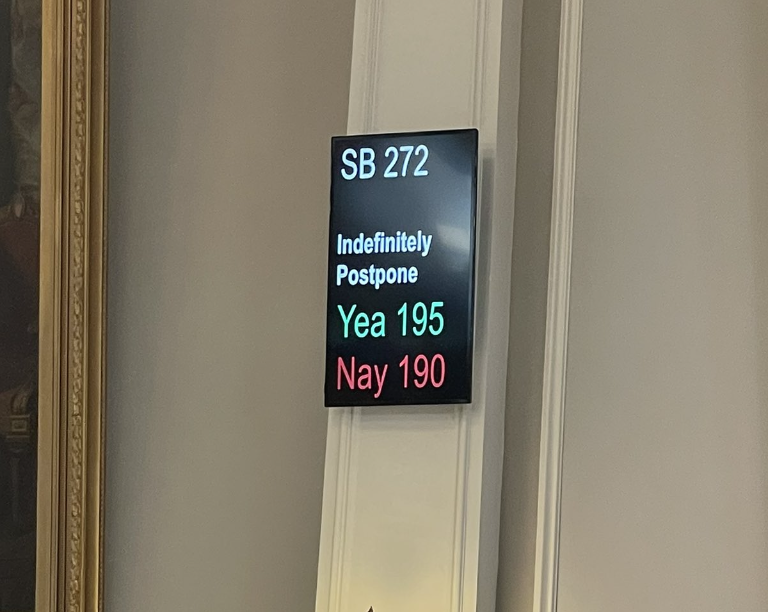 SB 272
Indefinitely
Postpone
Yea 195
Nay 190